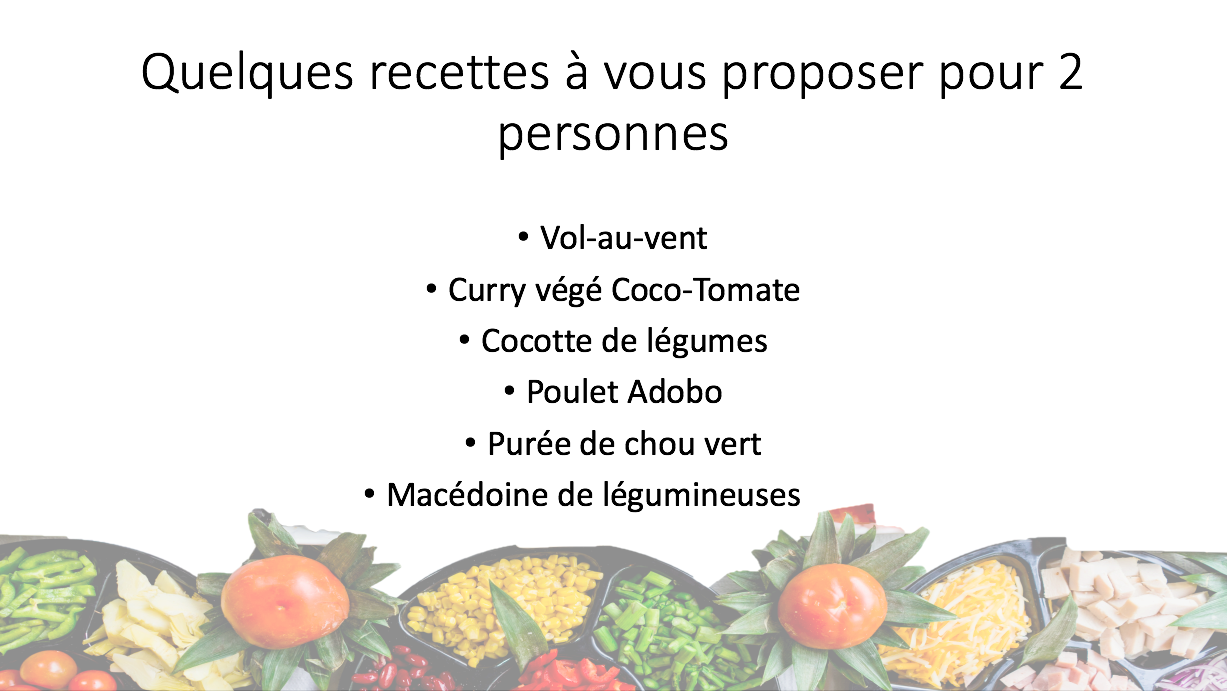 Quelques recettes à vous proposer pour 2
personnes
• Vol-au-vent
• Curry végé Coco-Tomate
• Cocotte de légumes
• Poulet Adobo
• Purée de chou vert
• Macédoine de légumineuses